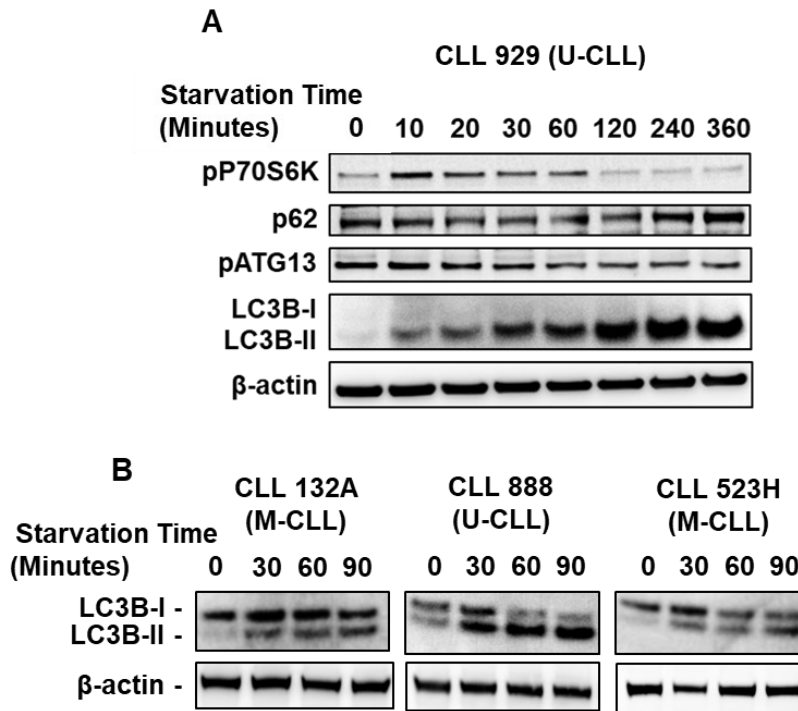 A
CLL 929 (U-CLL)
Starvation Time
(Minutes) 0 10 20 30 60 120 240 360
pP70S6K
p62
pATG13
LC3B-I
LC3B-II
β-actin
B
CLL 132A CLL 888 CLL 523H
(M-CLL) (U-CLL) (M-CLL)
Starvation Time
(Minutes) 0 30 60 90 0 30 60 90 0 30 60 90
LC3B-I -
LC3B-II -
β-actin -